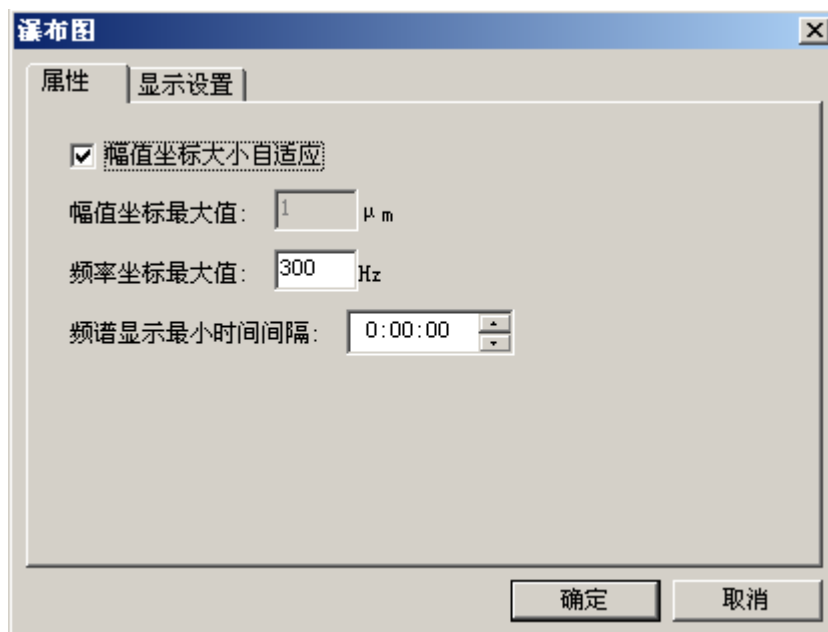 瀑布图
属性 显示设置
幅值坐标大小自适应
幅值坐标最大值: 1 μm
频率坐标最大值: 300 Hz
频谱显示最小时间间隔: 0:00:00
确定 取消